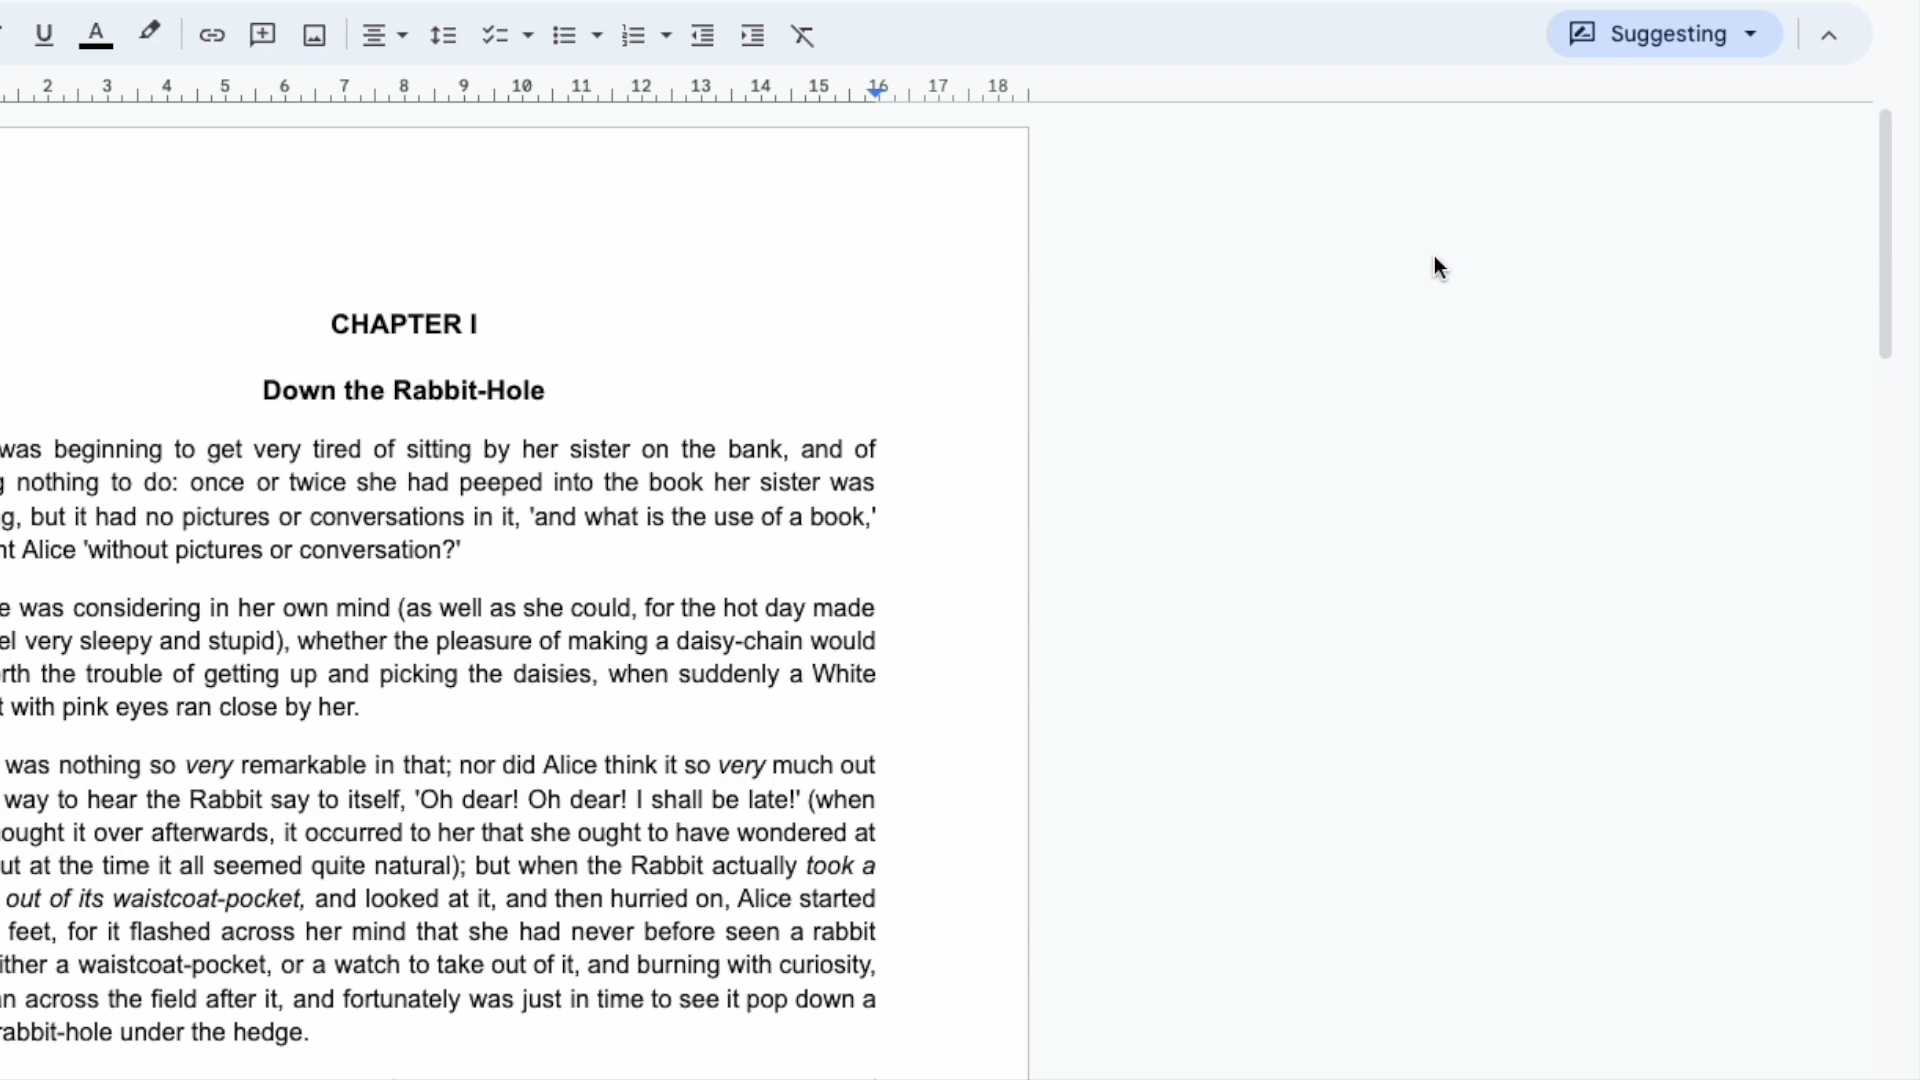 U A Suggesting
2 3 4 5 6 7 8 9 10 11 12 13 14 15 16 17 18
CHAPTER I
Down the Rabbit-Hole
was beginning to get very tired of sitting by her sister on the bank, and of
nothing to do: once or twice she had peeped into the book her sister was
g, but it had no pictures or conversations in it, 'and what is the use of a book,'
nt Alice 'without pictures or conversation?'
e was considering in her own mind (as well as she could, for the hot day made
el very sleepy and stupid), whether the pleasure of making a daisy-chain would
rth the trouble of getting up and picking the daisies, when suddenly a White
t with pink eyes ran close by her.
was nothing so very remarkable in that; nor did Alice think it so very much out
way to hear the Rabbit say to itself, 'Oh dear! Oh dear! I shall be late!' (when
ought it over afterwards, it occurred to her that she ought to have wondered at
ut at the time it all seemed quite natural); but when the Rabbit actually took a
out of its waistcoat-pocket, and looked at it, and then hurried on, Alice started
feet, for it flashed across her mind that she had never before seen a rabbit
ither a waistcoat-pocket, or a watch to take out of it, and burning with curiosity,
an across the field after it, and fortunately was just in time to see it pop down a
rabbit-hole under the hedge.